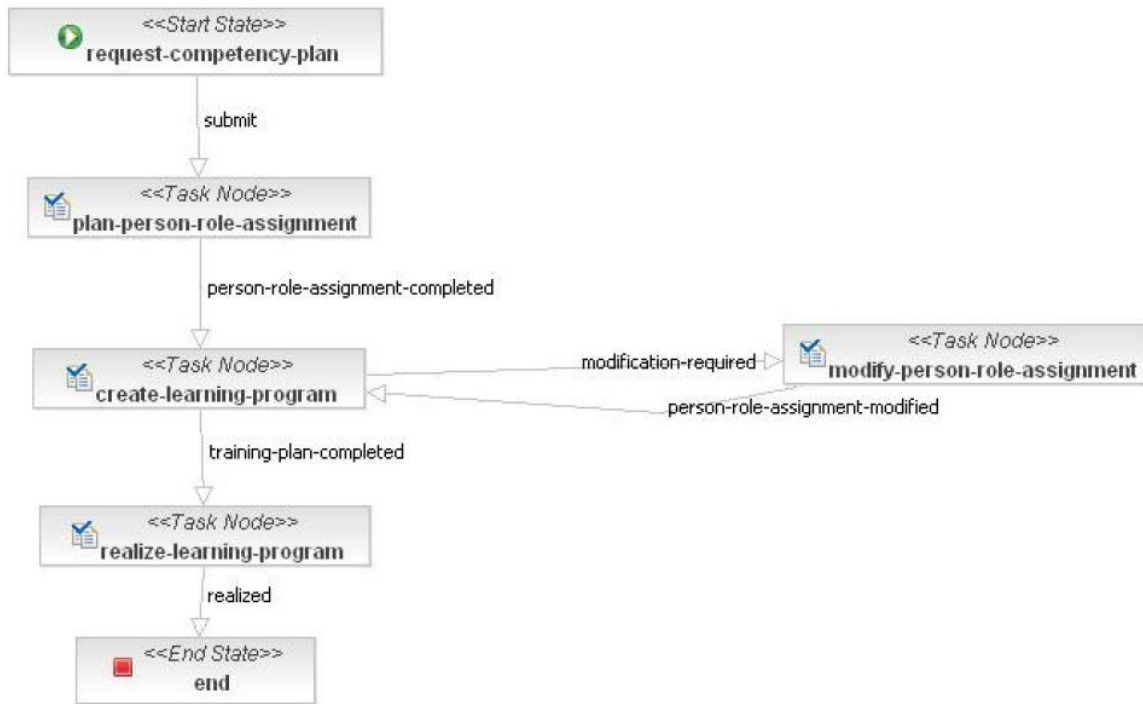 <<Start State>>
request-competency-plan
submit
<<Task Node>>
plan-person-role-assignment
person-role-assignment-completed
<<Task Node>>
create-learning-program
modification-required
<<Task Node>>
modify-person-role-assignment
person-role-assignment-modified
training-plan-completed
<<Task Node>>
realize-learning-program
realized
<<End State>>
end